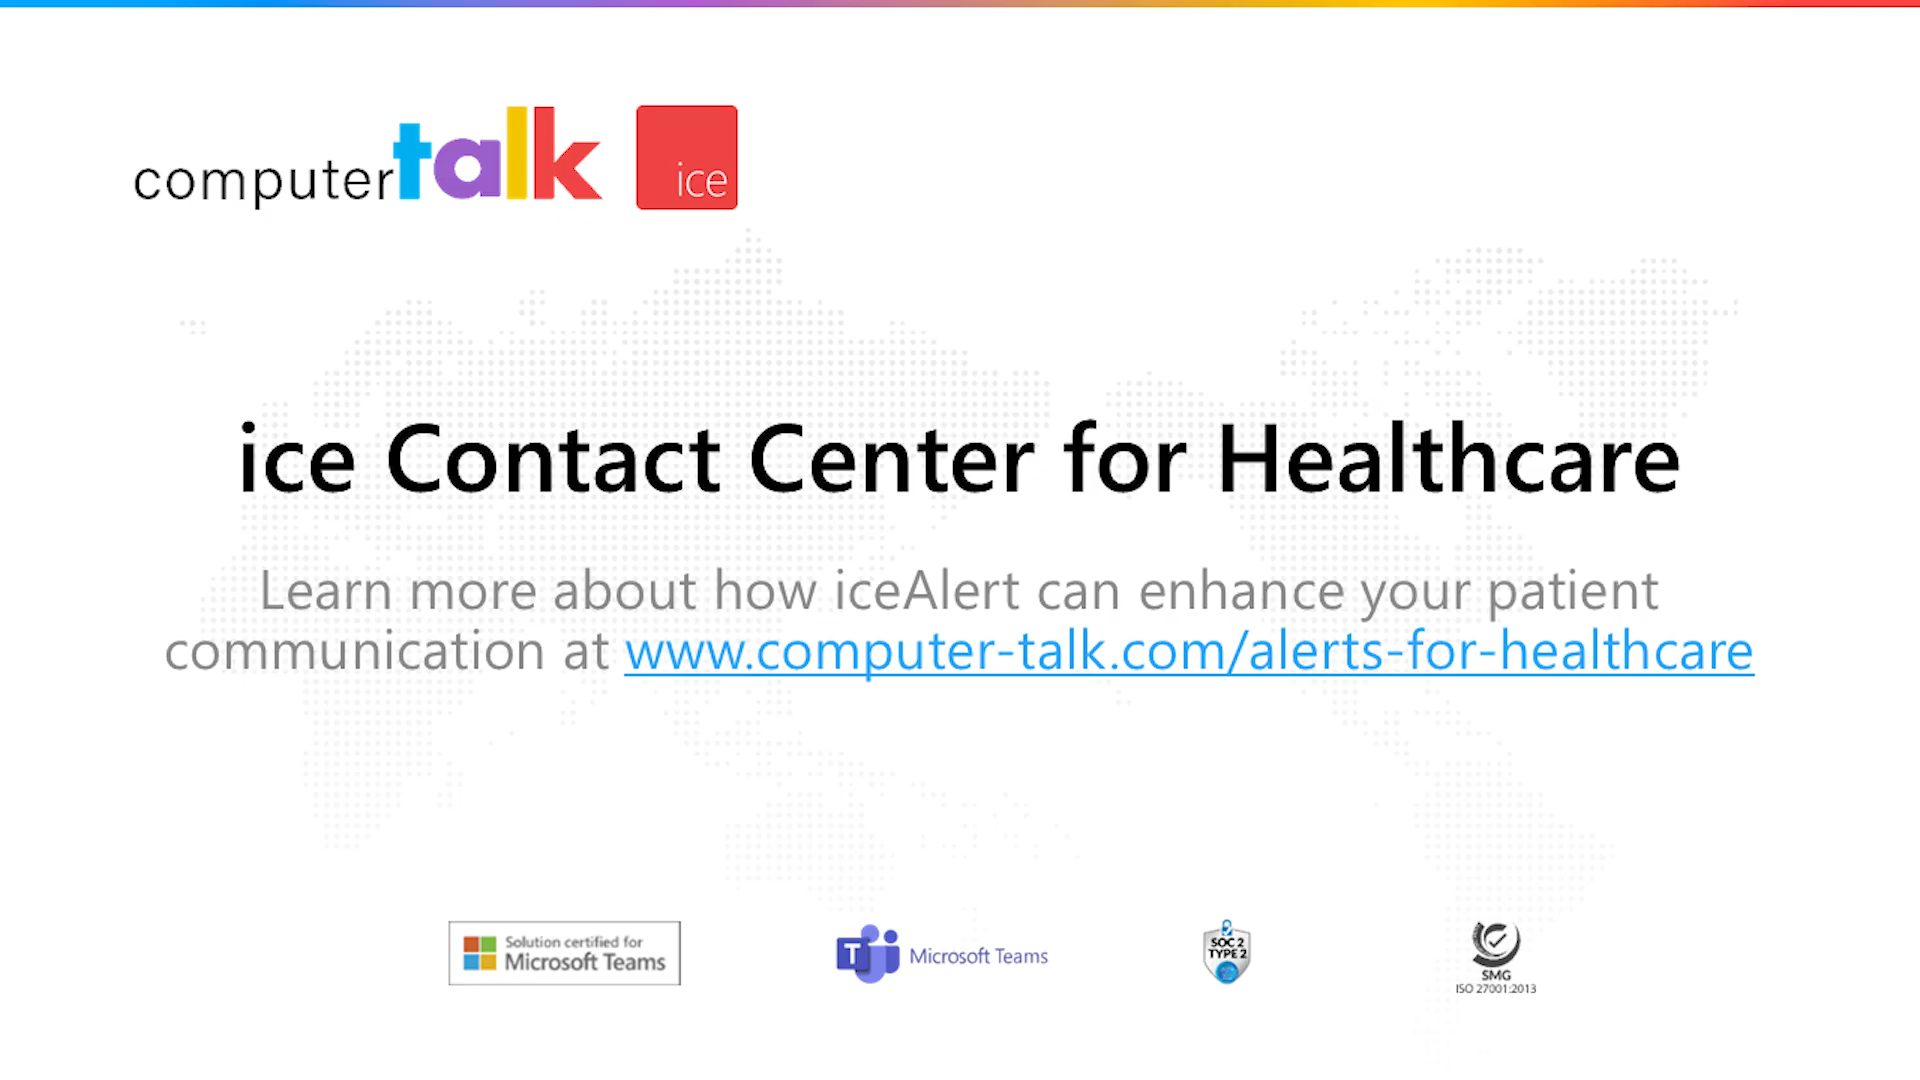 computertalk ice
ice Contact Center for Healthcare
Learn more about how iceAlert can enhance your patient
communication at www.computer-talk.com/alerts-for-healthcare
Solution certified for
Microsoft Teams
T Microsoft Teams
SOC 2
TYPE 2
SMG
ISO 27001:2013